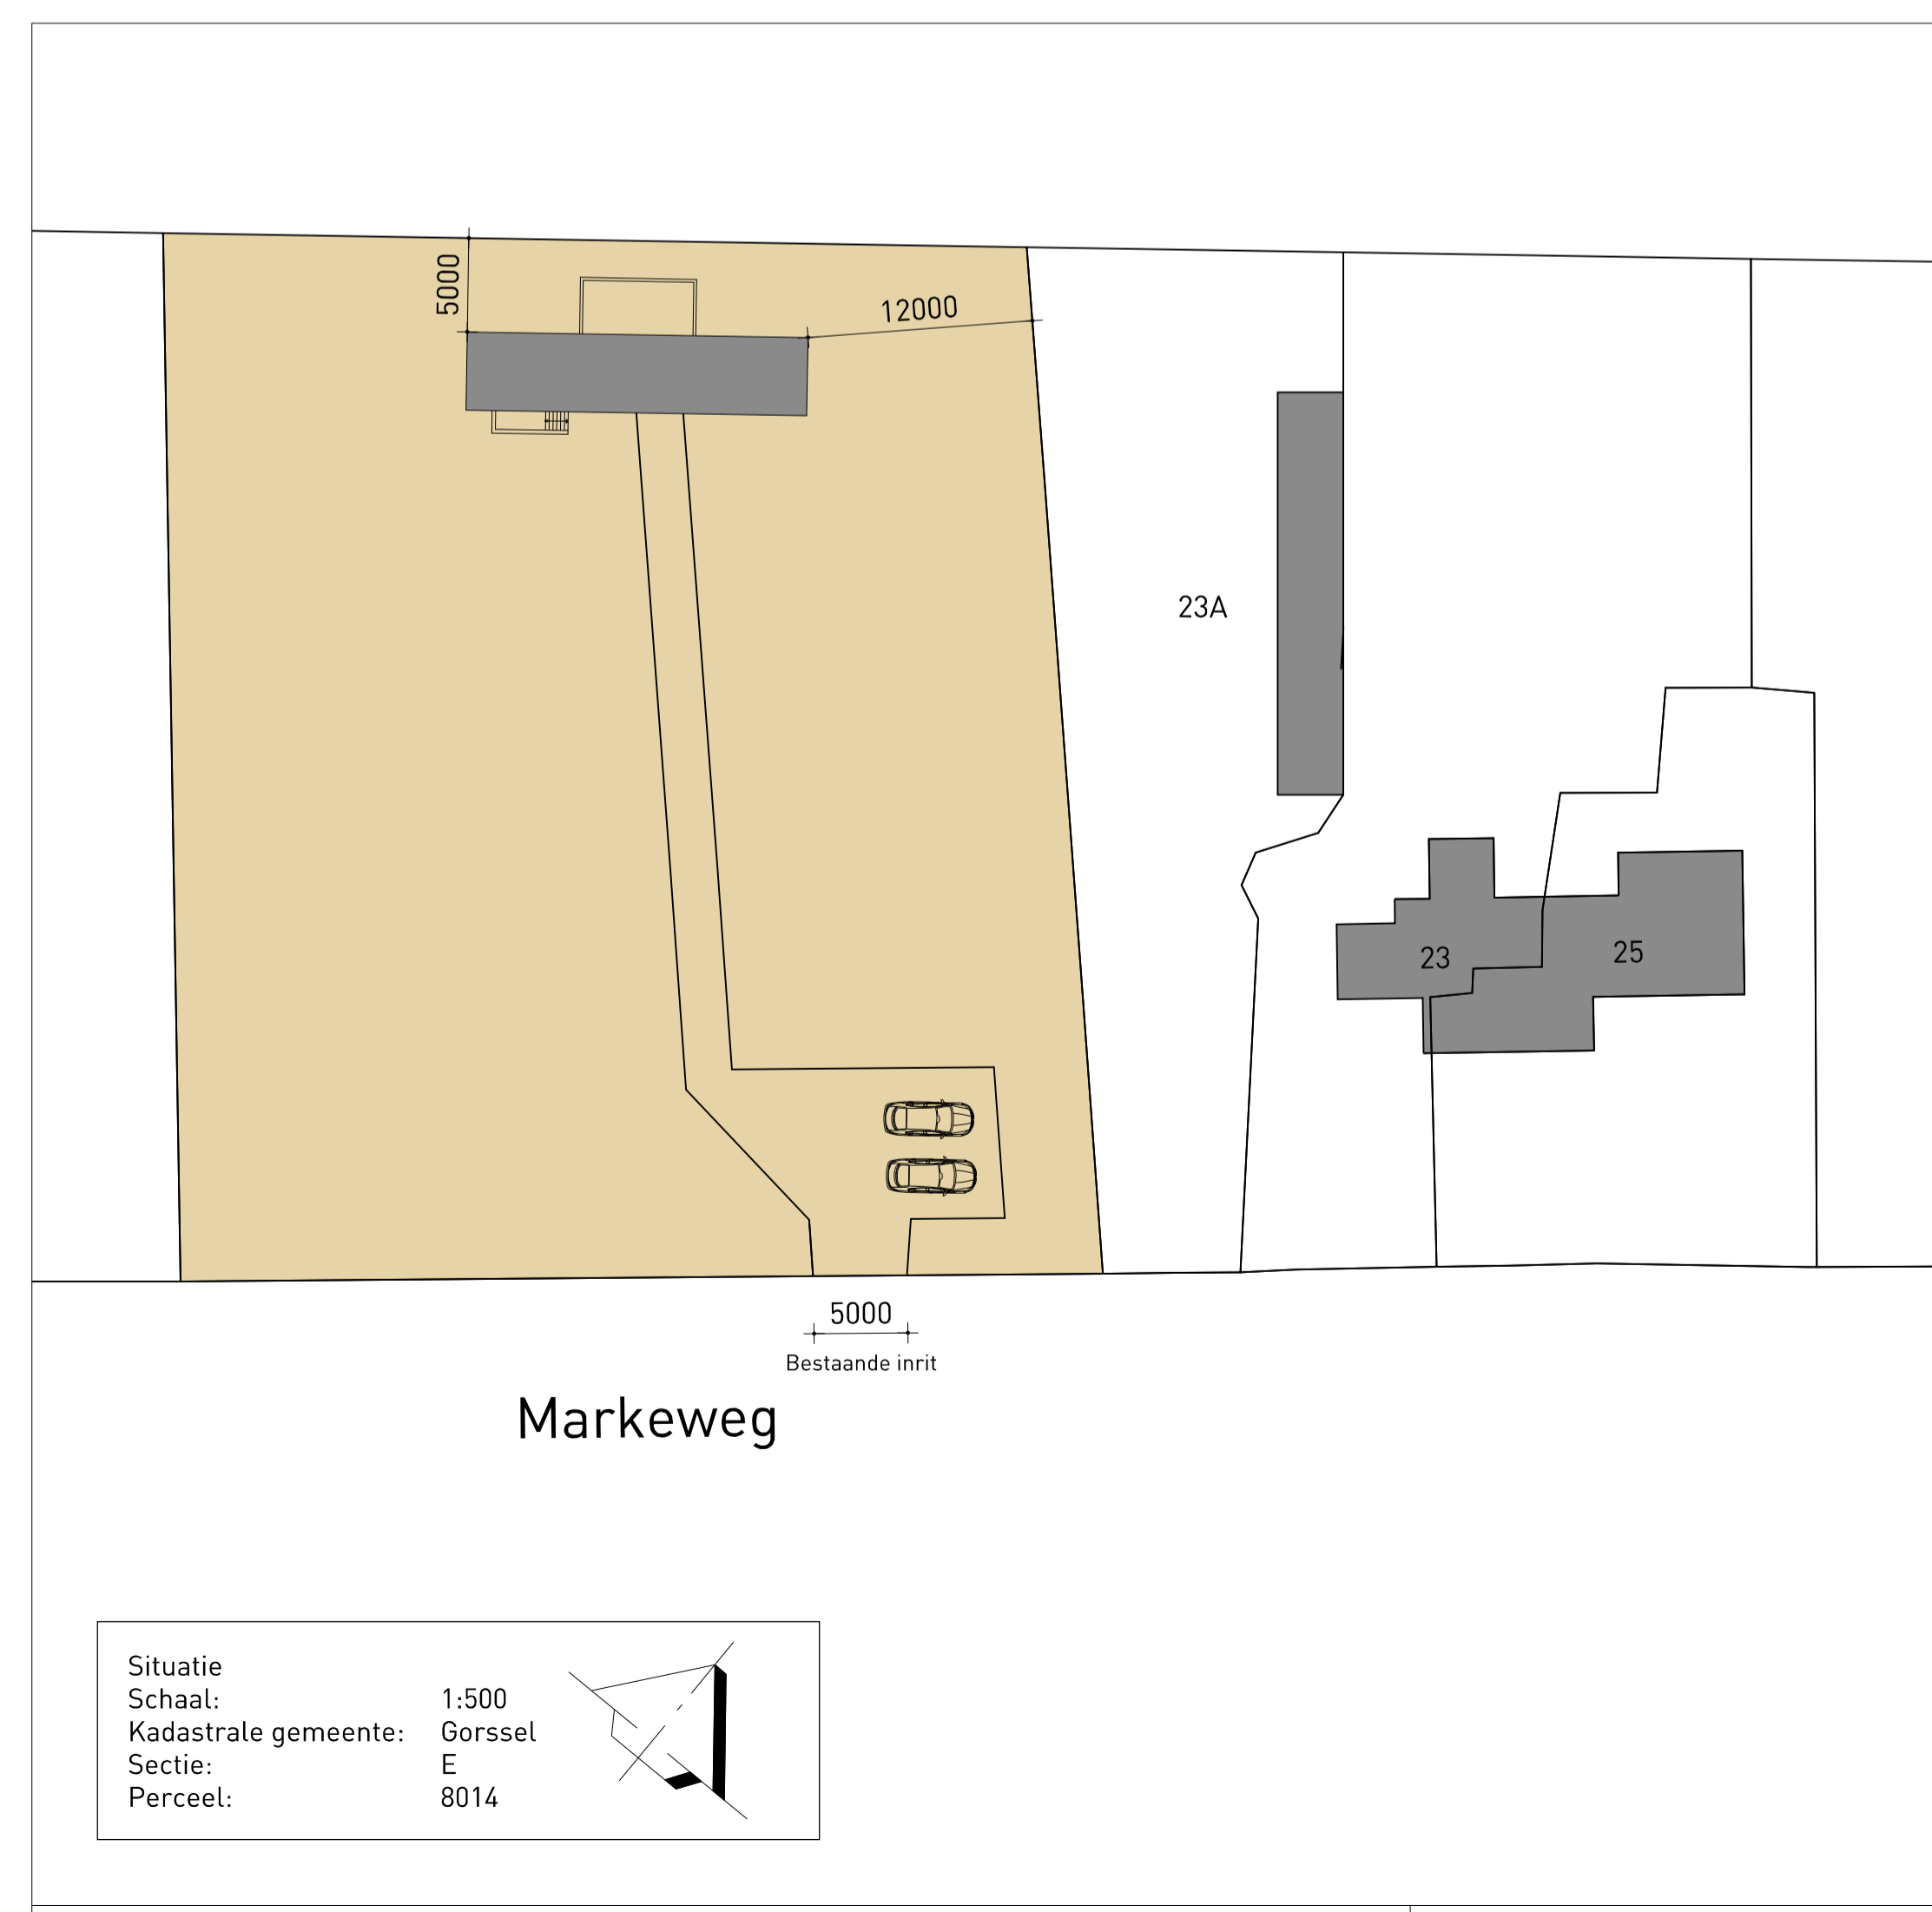 5000
12000
23A
23
25
5000
Bestaande inrit
Markeweg
Situatie
Schaal: 1:500
Kadastrale gemeente: Gorssel
Sectie: E
Perceel: 8014